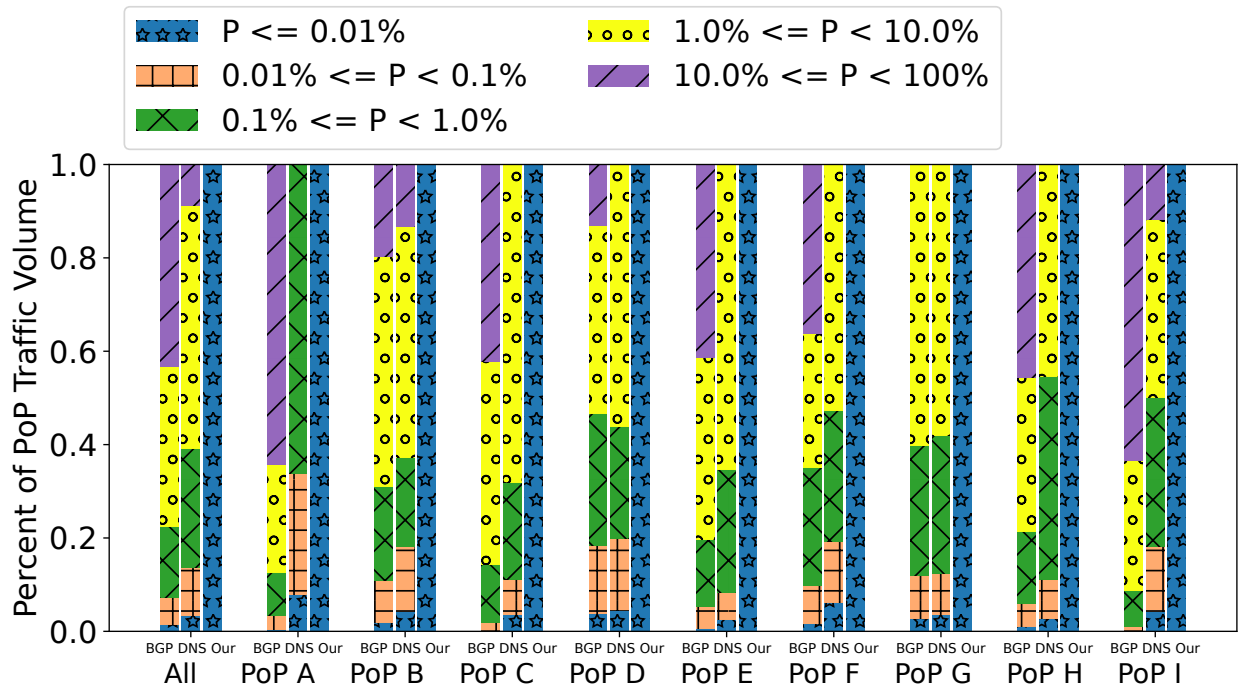 P <= 0.01%
0.01% <= P < 0.1%
0.1% <= P < 1.0%
1.0% <= P < 10.0%
10.0% <= P < 100%
Percent of PoP Traffic Volume
1.0
0.8
0.6
0.4
0.2
0.0
BGP DNS Our BGP DNS Our BGP DNS Our BGP DNS Our BGP DNS Our BGP DNS Our BGP DNS Our BGP DNS Our BGP DNS Our BGP DNS Our
All PoP A PoP B PoP C PoP D PoP E PoP F PoP G PoP H PoP I